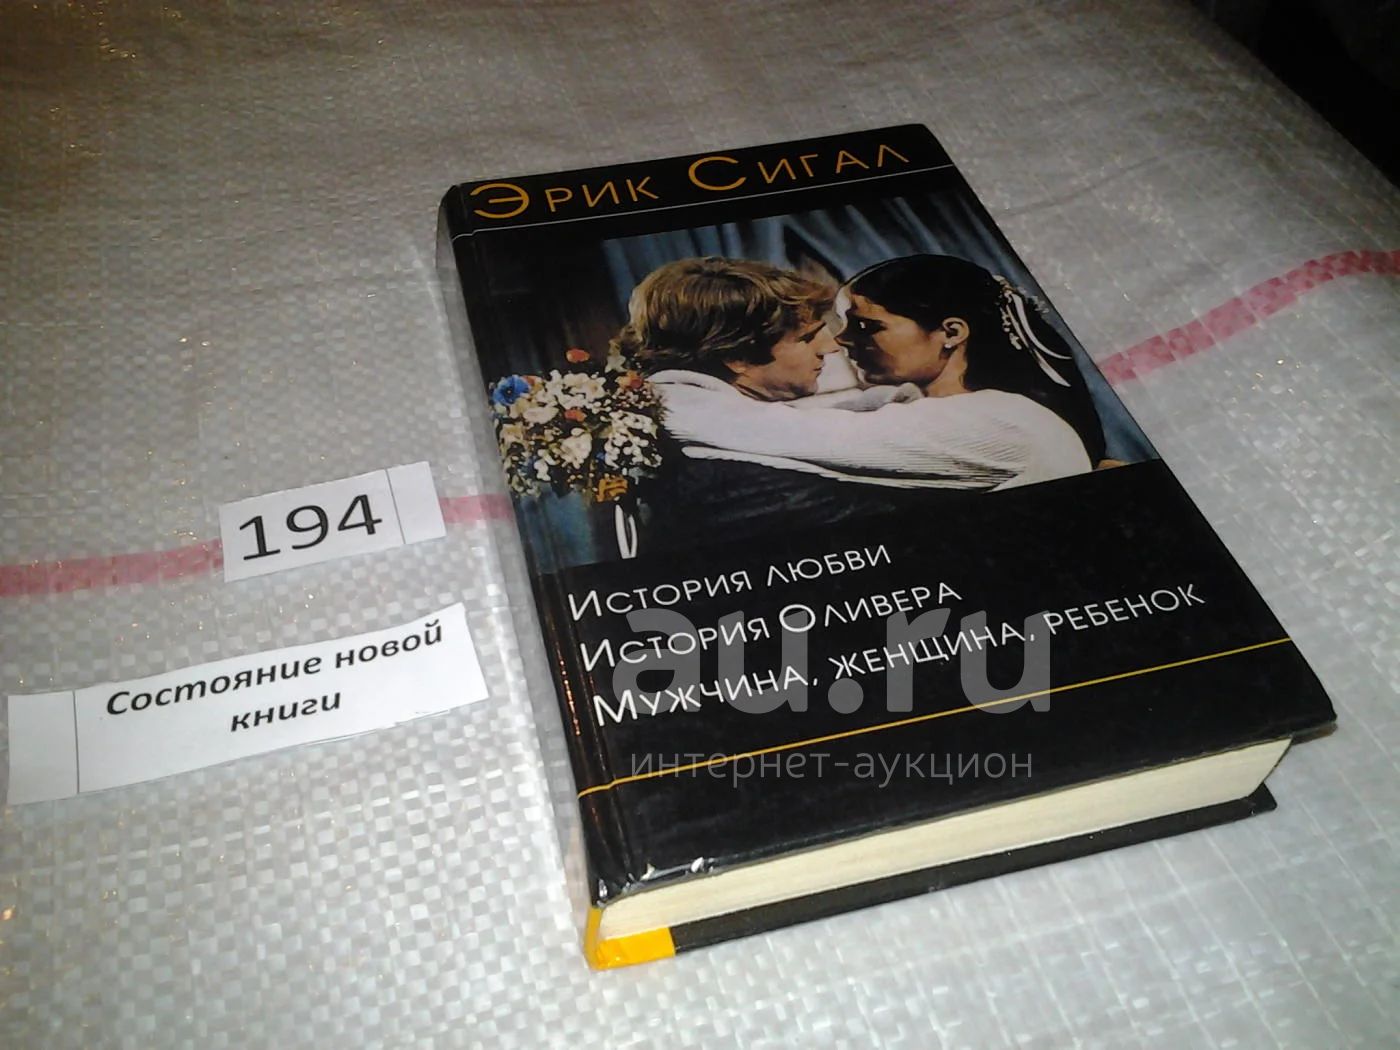 Эрик Сигал
История любви
История Оливера
Мужчина, женщина, ребенок
194
Состояние новой
книги
au.ru
интернет-аукцион